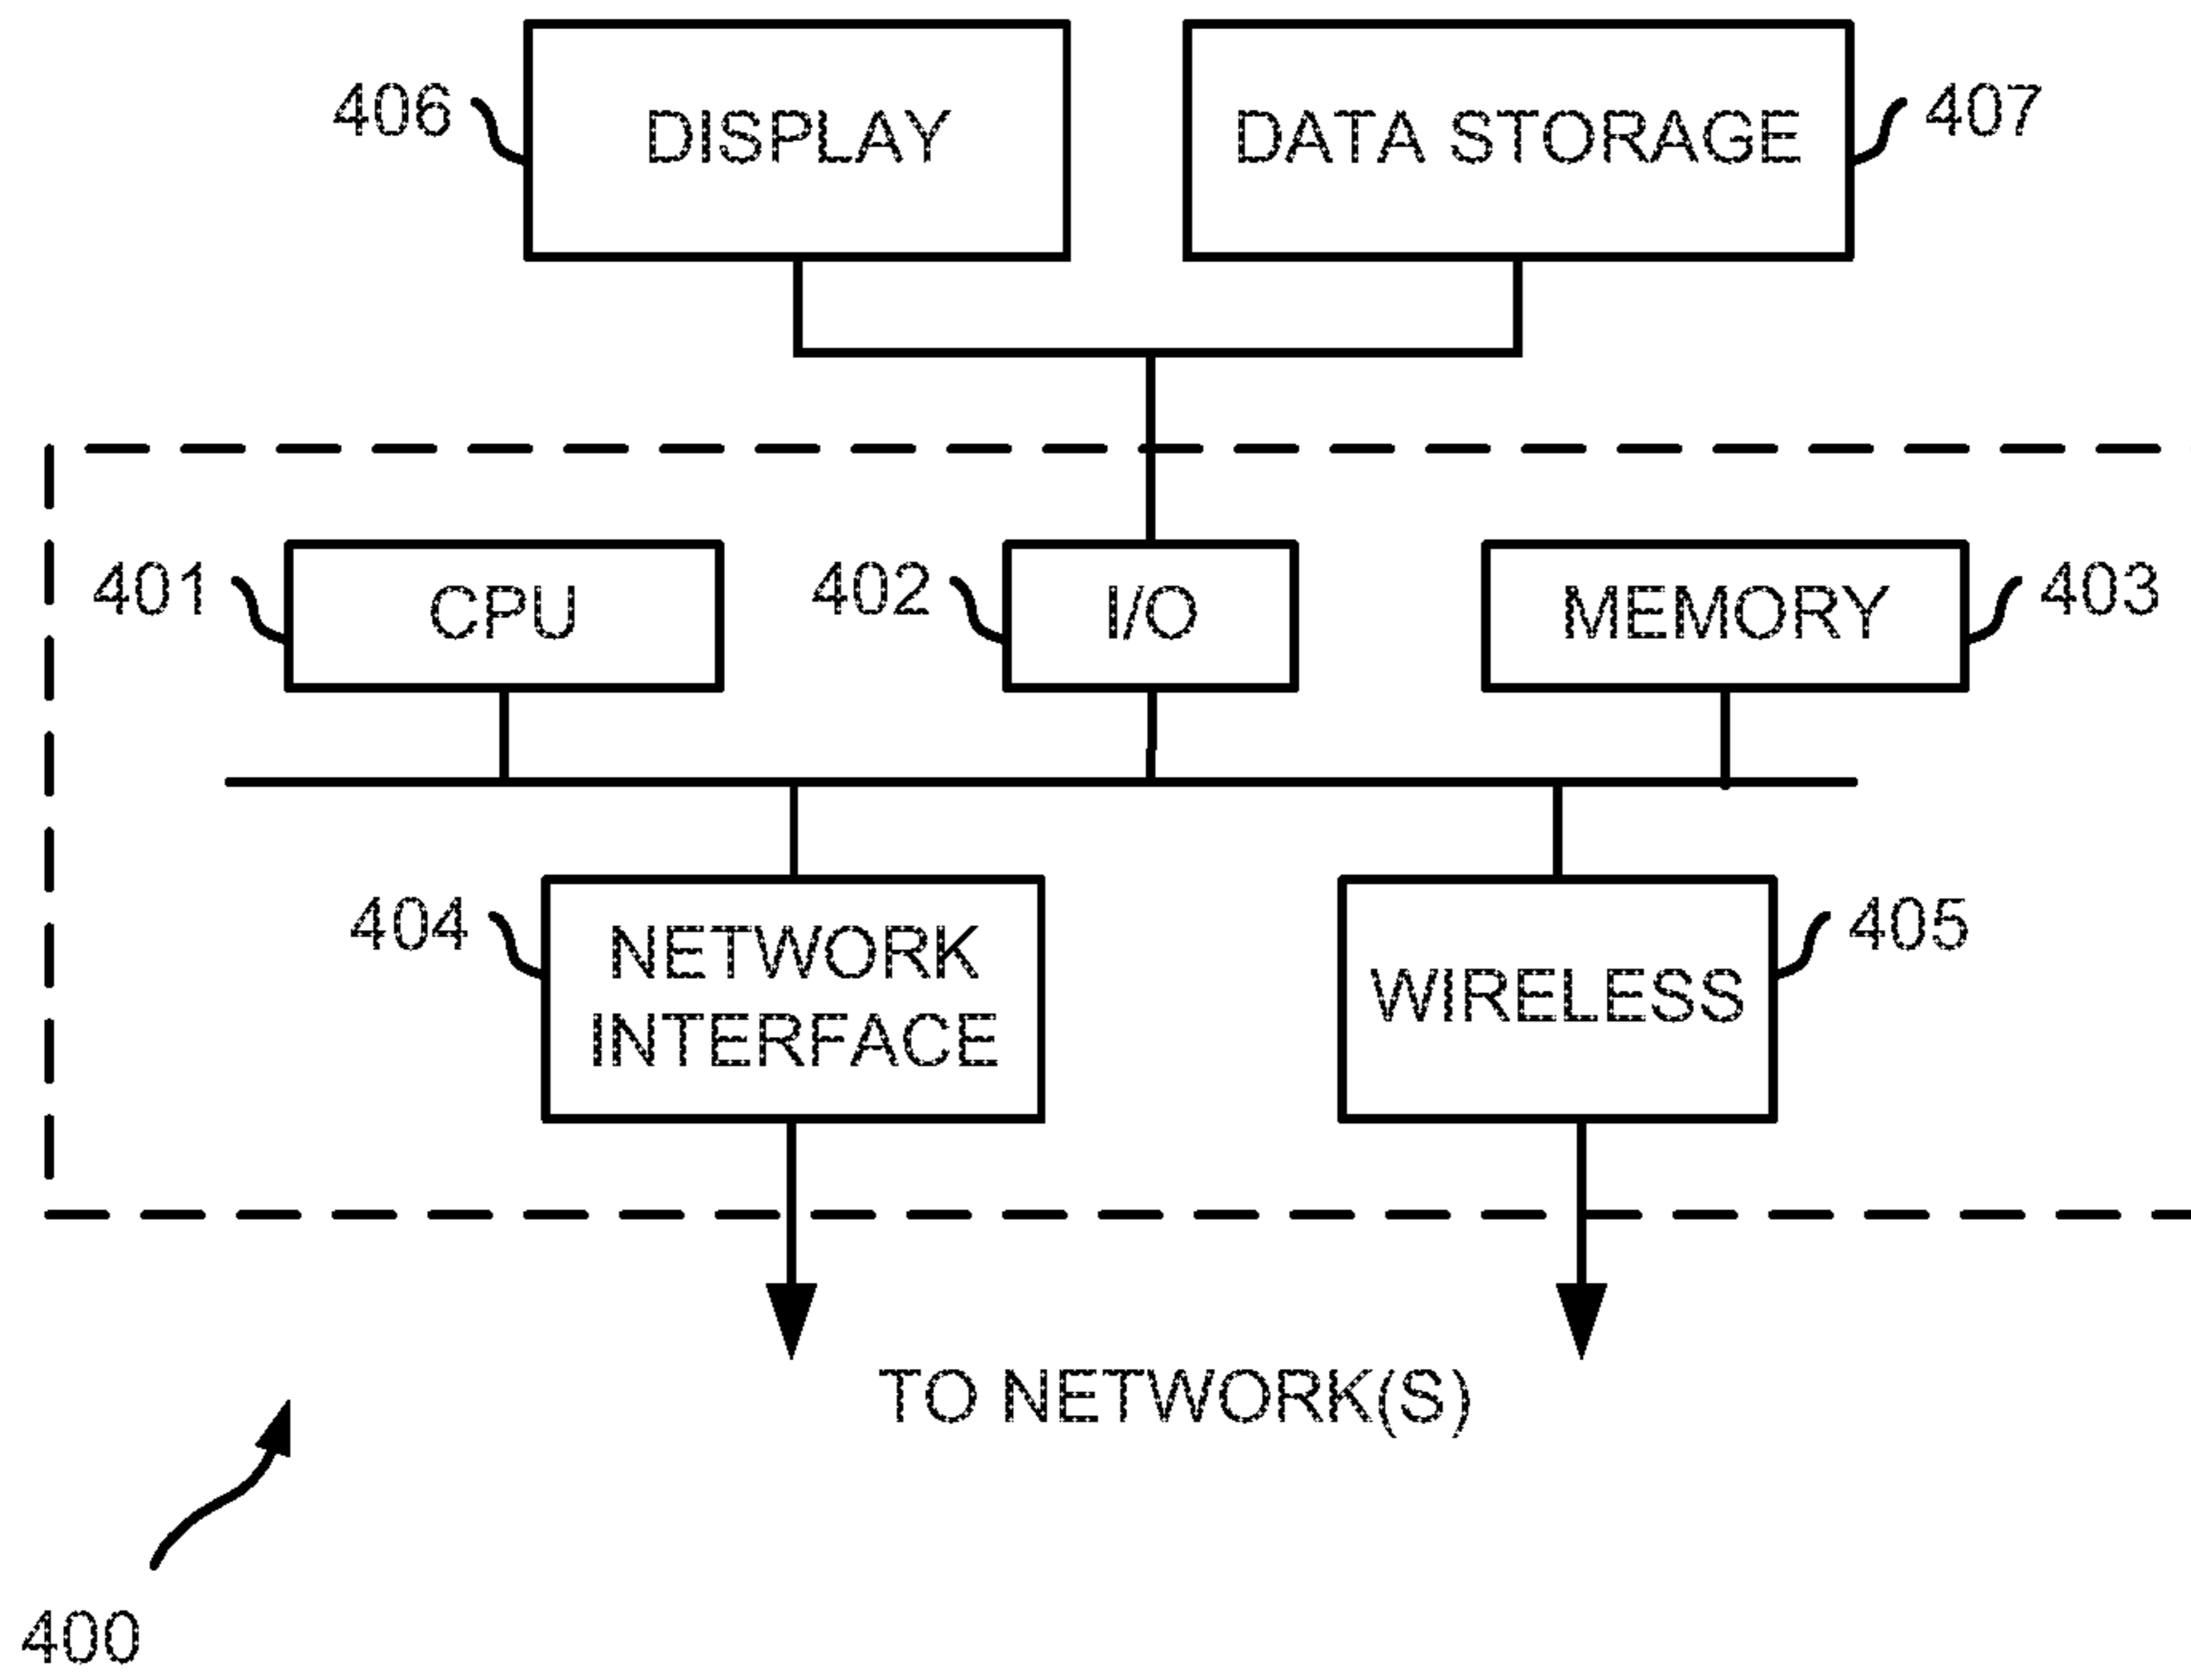 406 DISPLAY DATA STORAGE 407
401 CPU 402 I/O MEMORY 403
404 NETWORK INTERFACE
WIRELESS 405
TO NETWORK(S)
400